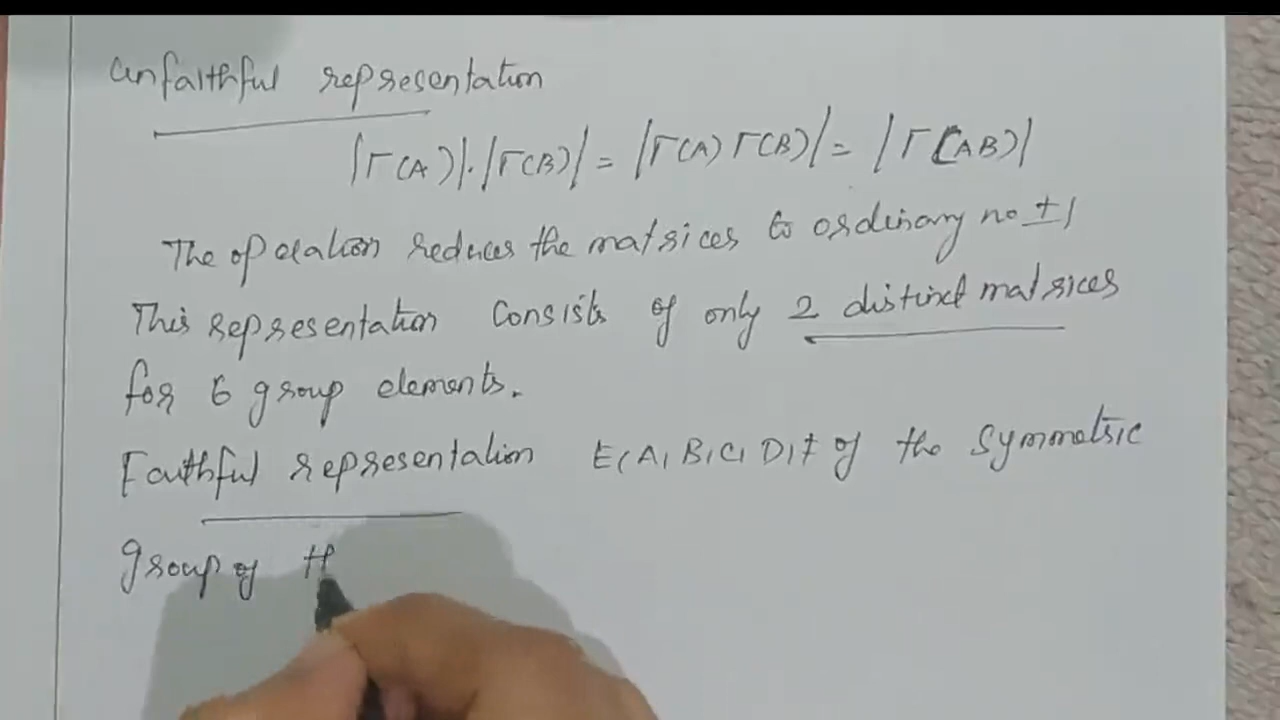 unfaithful representation
|Γ(A)|.|Γ(B)| = |Γ(A) Γ(B)| = |Γ(AB)|
The operation reduces the matrices to ordinary no ±1
This representation consists of only 2 distinct matrices
for 6 group elements.
Faithful representation E, A, B, C, D, F of the Symmetric
group of th